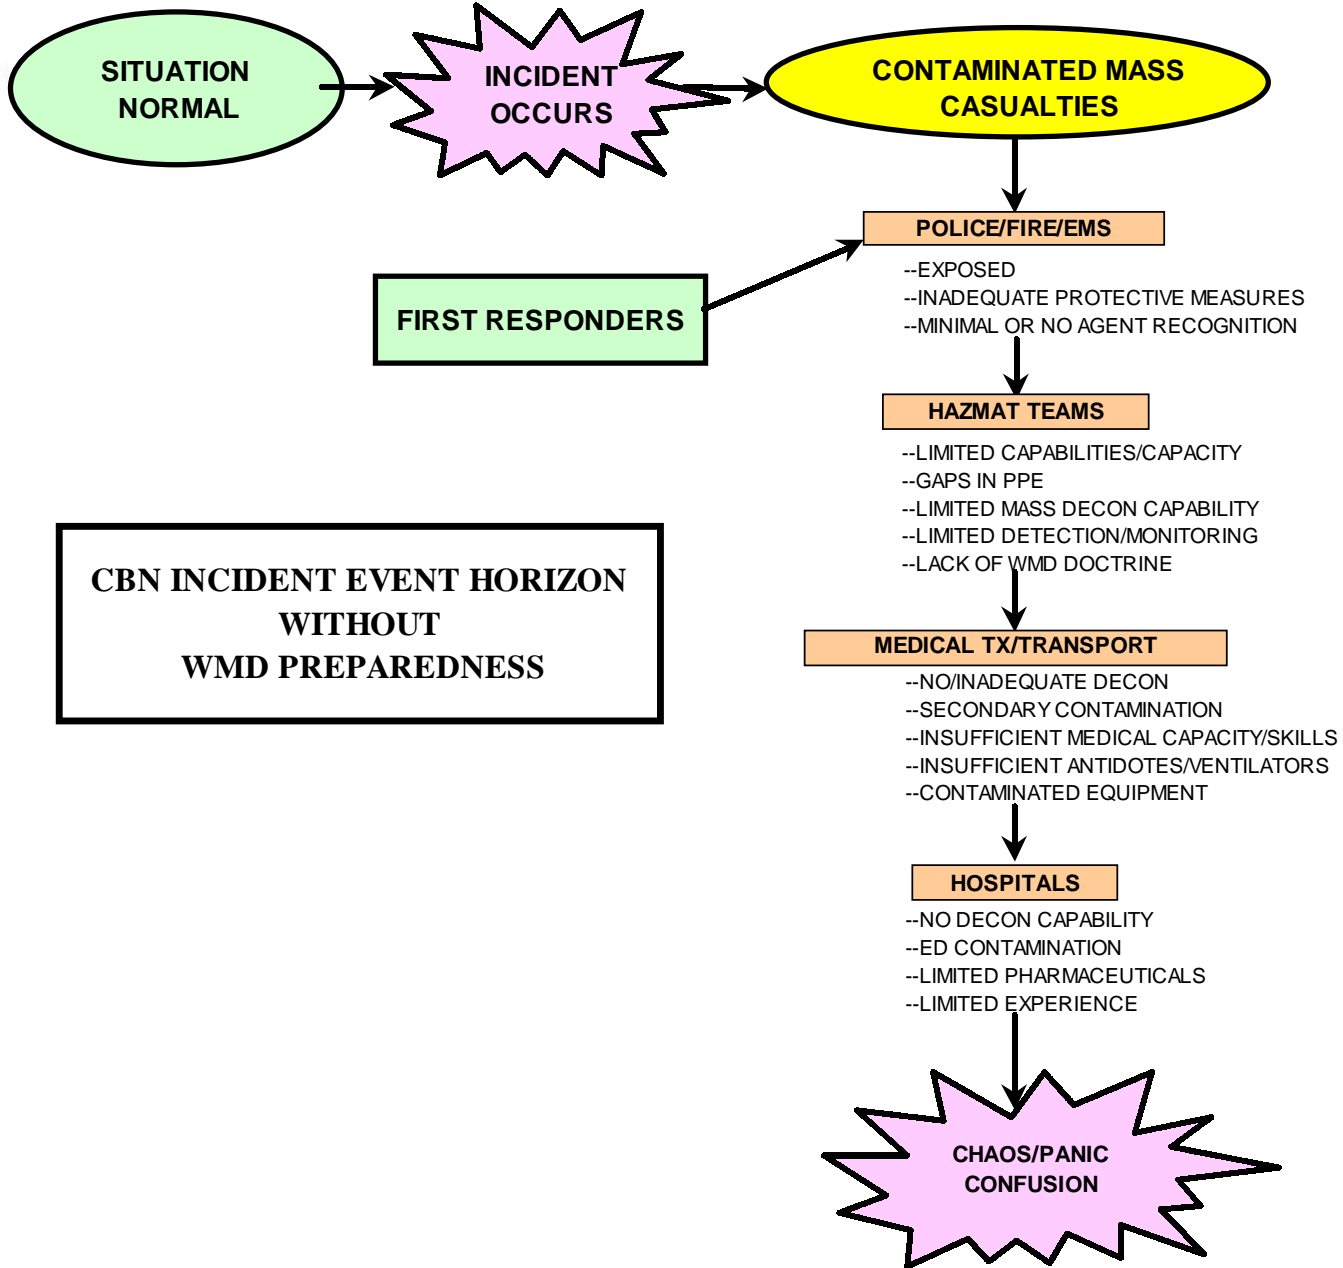 SITUATION
NORMAL
INCIDENT
OCCURS
CONTAMINATED MASS
CASUALTIES
POLICE/FIRE/EMS
--EXPOSED
--INADEQUATE PROTECTIVE MEASURES
--MINIMAL OR NO AGENT RECOGNITION
FIRST RESPONDERS
HAZMAT TEAMS
--LIMITED CAPABILITIES/CAPACITY
--GAPS IN PPE
--LIMITED MASS DECON CAPABILITY
--LIMITED DETECTION/MONITORING
--LACK OF WMD DOCTRINE
CBN INCIDENT EVENT HORIZON
WITHOUT
WMD PREPAREDNESS
MEDICAL TX/TRANSPORT
--NO/INADEQUATE DECON
--SECONDARY CONTAMINATION
--INSUFFICIENT MEDICAL CAPACITY/SKILLS
--INSUFFICIENT ANTIDOTES/VENTILATORS
--CONTAMINATED EQUIPMENT
HOSPITALS
--NO DECON CAPABILITY
--ED CONTAMINATION
--LIMITED PHARMACEUTICALS
--LIMITED EXPERIENCE
CHAOS/PANIC
CONFUSION